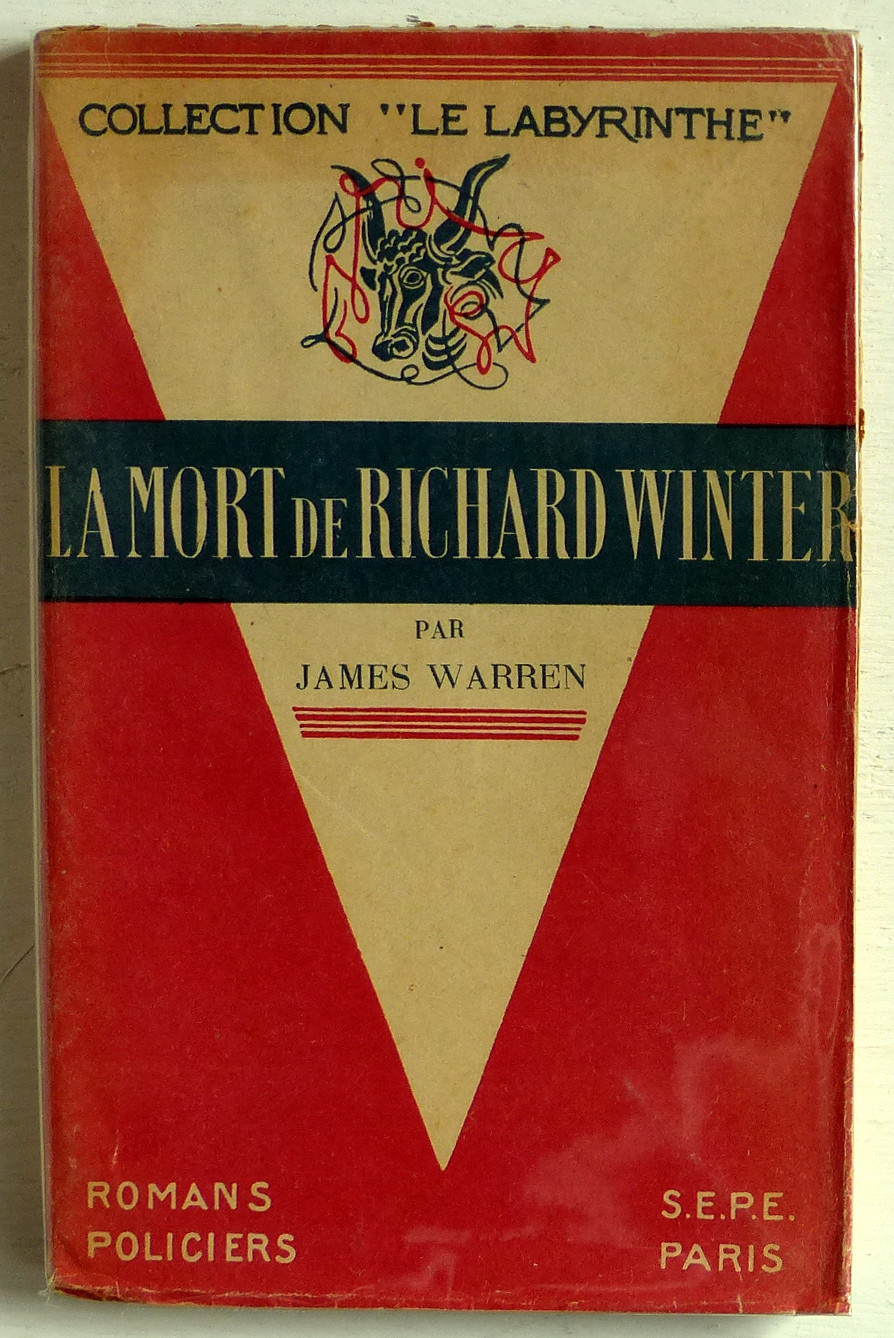 COLLECTION "LE LABYRINTHE"
LA MORT DE RICHARD WINTER
PAR
JAMES WARREN
ROMANS
POLICIERS
S.E.P.E.
PARIS